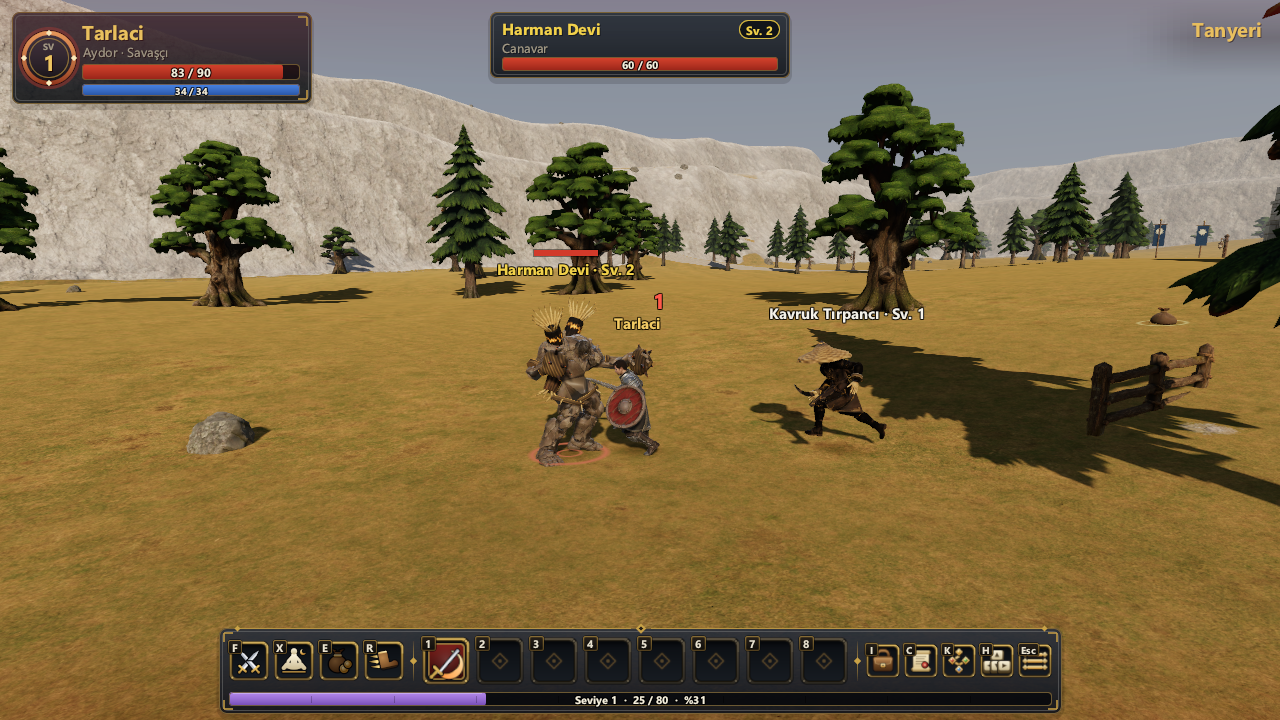 Tarlaci
SV
1
Aydor · Savaşçı
83 / 90
34 / 34
Harman Devi
Sv. 2
Canavar
60 / 60
Tanyeri
Harman Devi · Sv. 2
1
Tarlaci
Kavruk Tırpancı · Sv. 1
F
X
E
R
1
2
3
4
5
6
7
8
I
C
K
H
Esc
Seviye 1 · 25 / 80 · %31